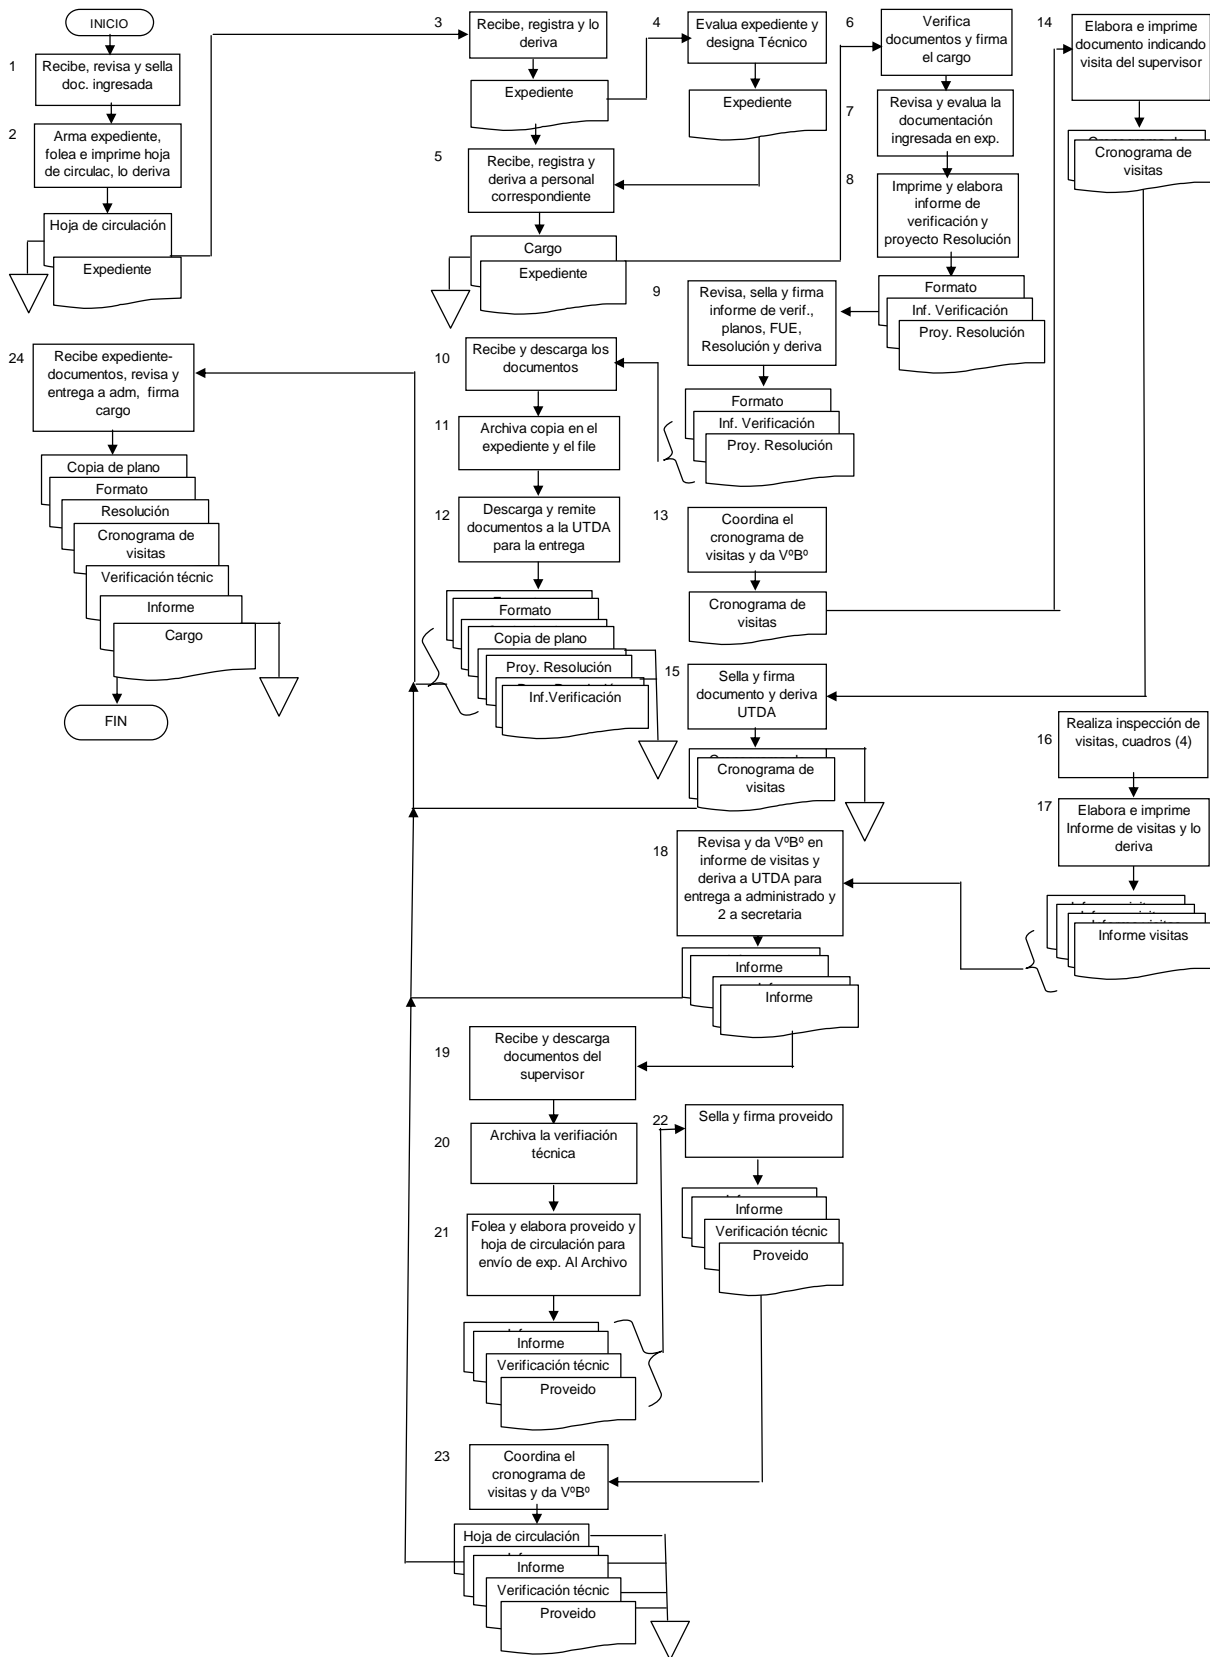 INICIO
1
Recibe, revisa y sella
doc. ingresada
2
Arma expediente,
folea e imprime hoja
de circulac, lo deriva
Hoja de circulación
Expediente
3
Recibe, registra y lo
deriva
Expediente
4
Evalua expediente y
designa Técnico
Expediente
5
Recibe, registra y
deriva a personal
correspondiente
Cargo
Expediente
6
Verifica
documentos y firma
el cargo
7
Revisa y evalua la
documentación
ingresada en exp.
8
Imprime y elabora
informe de
verificación y
proyecto Resolución
Formato
Inf. Verificación
Proy. Resolución
14
Elabora e imprime
documento indicando
visita del supervisor
Cronograma de
visitas
9
Revisa, sella y firma
informe de verif.,
planos, FUE,
Resolución y deriva
Formato
Inf. Verificación
Proy. Resolución
10
Recibe y descarga los
documentos
11
Archiva copia en el
expediente y el file
12
Descarga y remite
documentos a la UTDA
para la entrega
Formato
Copia de plano
Proy. Resolución
Inf.Verificación
24
Recibe expediente-
documentos, revisa y
entrega a adm, firma
cargo
Copia de plano
Formato
Resolución
Cronograma de
visitas
Verificación técnic
Informe
Cargo
FIN
13
Coordina el
cronograma de
visitas y da VºBº
Cronograma de
visitas
15
Sella y firma
documento y deriva
UTDA
Cronograma de
visitas
16
Realiza inspección de
visitas, cuadros (4)
17
Elabora e imprime
Informe de visitas y lo
deriva
Informe visitas
18
Revisa y da VºBº en
informe de visitas y
deriva a UTDA para
entrega a administrado y
2 a secretaria
Informe
Informe
19
Recibe y descarga
documentos del
supervisor
20
Archiva la verifiación
técnica
21
Folea y elabora proveido y
hoja de circulación para
envío de exp. Al Archivo
Informe
Verificación técnic
Proveido
22
Sella y firma proveido
Informe
Verificación técnic
Proveido
23
Coordina el
cronograma de
visitas y da VºBº
Hoja de circulación
Informe
Verificación técnic
Proveido